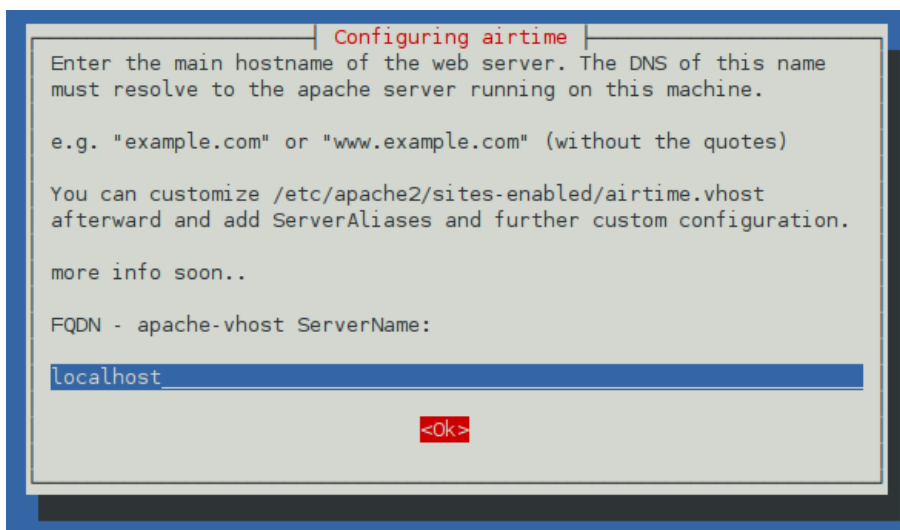 Configuring airtime
Enter the main hostname of the web server. The DNS of this name
must resolve to the apache server running on this machine.
e.g. "example.com" or "www.example.com" (without the quotes)
You can customize /etc/apache2/sites-enabled/airtime.vhost
afterward and add ServerAliases and further custom configuration.
more info soon..
FQDN - apache-vhost ServerName:
localhost
<Ok>